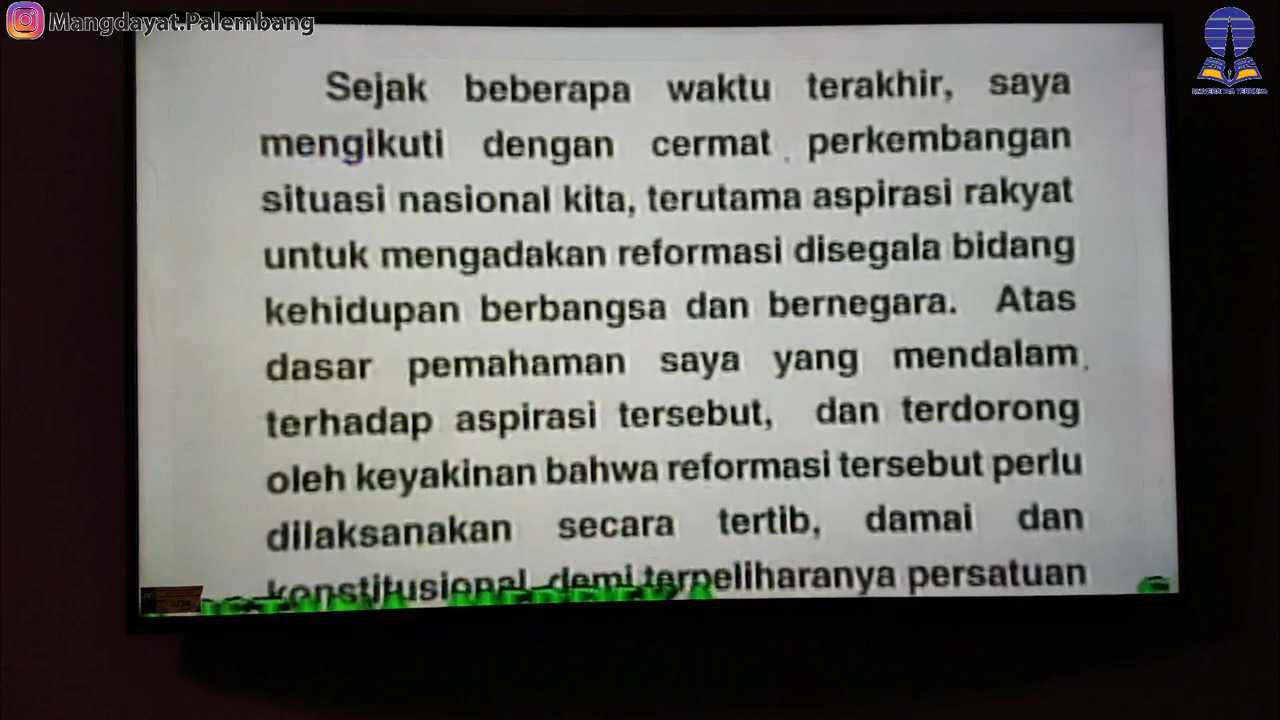 Mangdayat.Palembang
UNIVERSITAS TERBUKA
Sejak beberapa waktu terakhir, saya
mengikuti dengan cermat perkembangan
situasi nasional kita, terutama aspirasi rakyat
untuk mengadakan reformasi disegala bidang
kehidupan berbangsa dan bernegara. Atas
dasar pemahaman saya yang mendalam
terhadap aspirasi tersebut, dan terdorong
oleh keyakinan bahwa reformasi tersebut perlu
dilaksanakan secara tertib, damai dan
konstitusional demi terpeliharanya persatuan